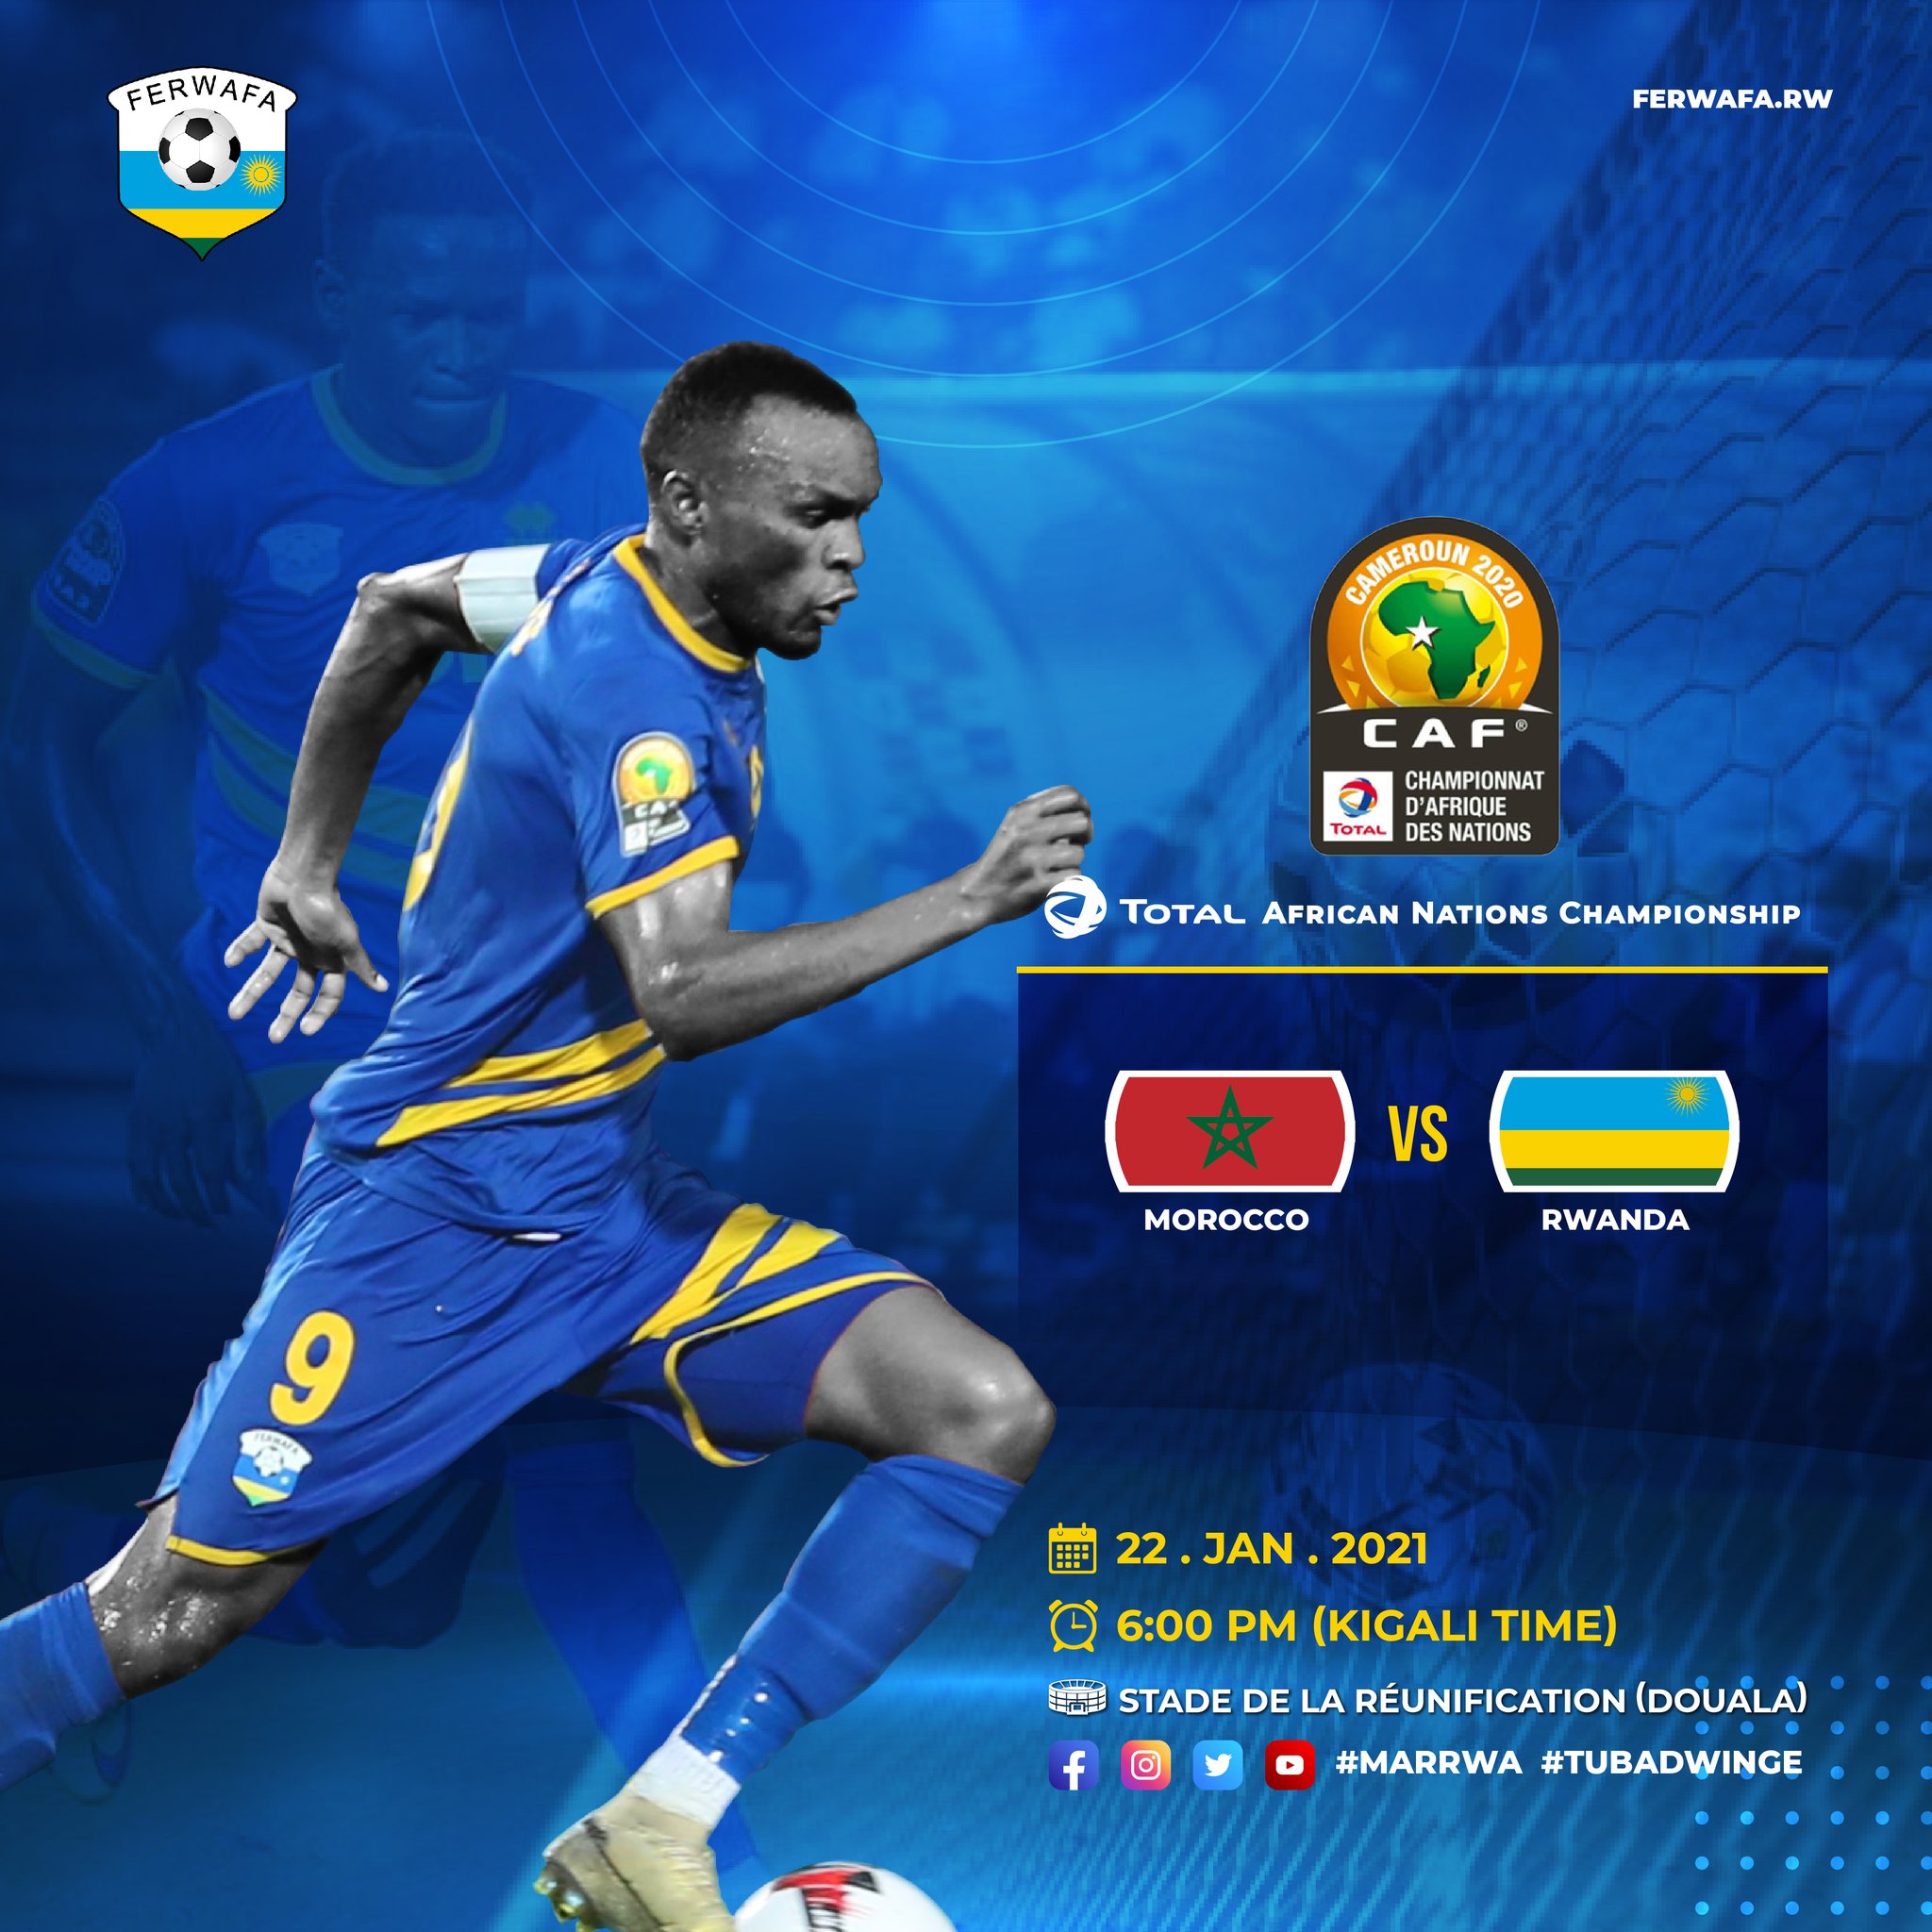 FERWAFA
FERWAFA.RW
CAMEROUN 2020
CAF®
TOTAL
CHAMPIONNAT
D'AFRIQUE
DES NATIONS
TOTAL AFRICAN NATIONS CHAMPIONSHIP
MOROCCO
VS
RWANDA
9
FERWAFA
22 . JAN . 2021
6:00 PM (KIGALI TIME)
STADE DE LA RÉUNIFICATION (DOUALA)
#MARRWA #TUBADWINGE